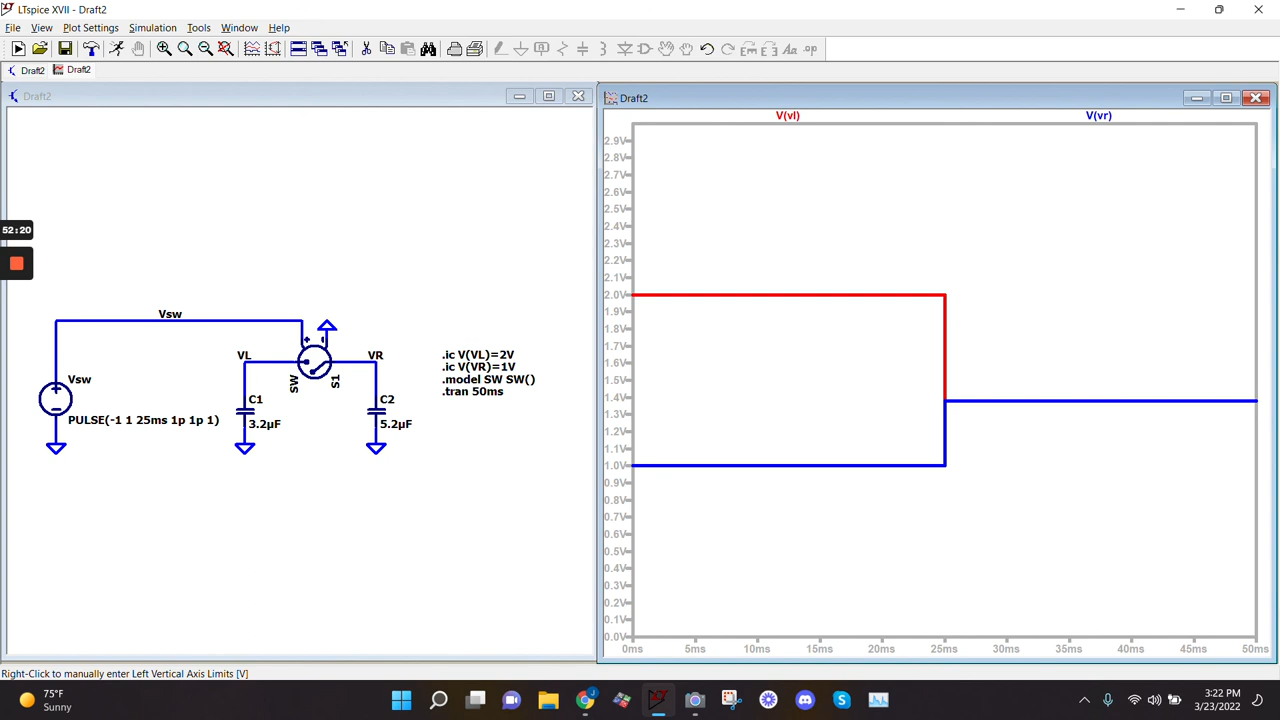 LTspice XVII - Draft2
File View Plot Settings Simulation Tools Window Help
Draft2 Draft2
Draft2
Draft2
V(vl) V(vr)
2.9V
2.8V
2.7V
2.6V
2.5V
2.4V
2.3V
2.2V
2.1V
2.0V
1.9V
1.8V
1.7V
1.6V
1.5V
1.4V
1.3V
1.2V
1.1V
1.0V
0.9V
0.8V
0.7V
0.6V
0.5V
0.4V
0.3V
0.2V
0.1V
0.0V
0ms 5ms 10ms 15ms 20ms 25ms 30ms 35ms 40ms 45ms 50ms
52:20
Vsw
Vsw
PULSE(-1 1 25ms 1p 1p 1)
VL
VR
SW
S1
C1
3.2µF
C2
5.2µF
.ic V(VL)=2V
.ic V(VR)=1V
.model SW SW()
.tran 50ms
Right-Click to manually enter Left Vertical Axis Limits [V]
75°F
Sunny
3:22 PM
3/23/2022